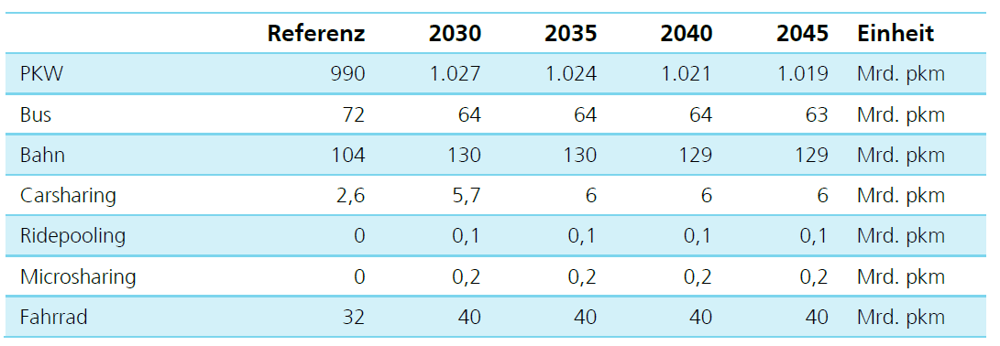 Referenz 2030 2035 2040 2045 Einheit
PKW 990 1.027 1.024 1.021 1.019 Mrd. pkm
Bus 72 64 64 64 63 Mrd. pkm
Bahn 104 130 130 129 129 Mrd. pkm
Carsharing 2,6 5,7 6 6 6 Mrd. pkm
Ridepooling 0 0,1 0,1 0,1 0,1 Mrd. pkm
Microsharing 0 0,2 0,2 0,2 0,2 Mrd. pkm
Fahrrad 32 40 40 40 40 Mrd. pkm